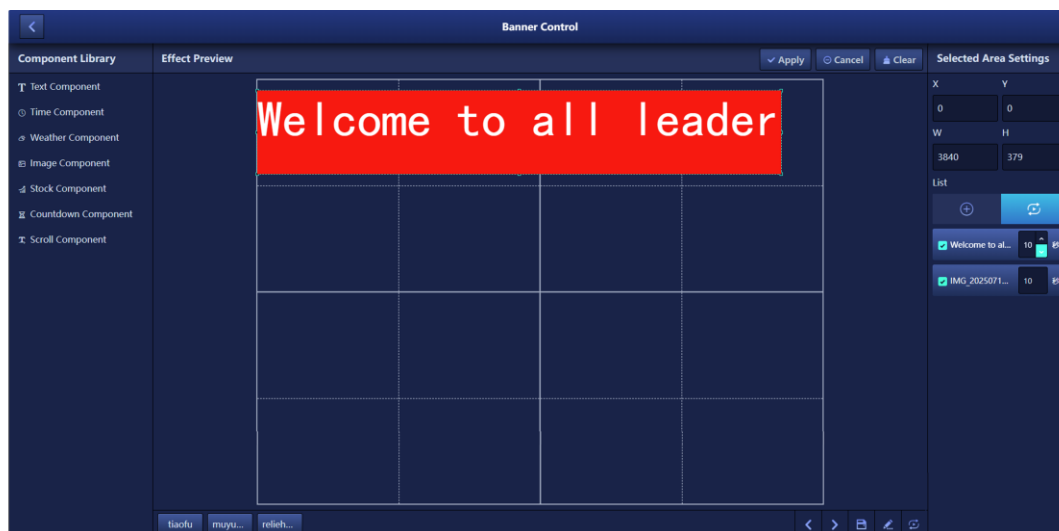 Banner Control
Component Library
Effect Preview
Apply
Cancel
Clear
Selected Area Settings
Text Component
Time Component
Weather Component
Image Component
Stock Component
Countdown Component
Scroll Component
Welcome to all leader
X Y
0 0
W H
3840 379
List
Welcome to al... 10
IMG_2025071... 10
tiaofu muyu... relieh...